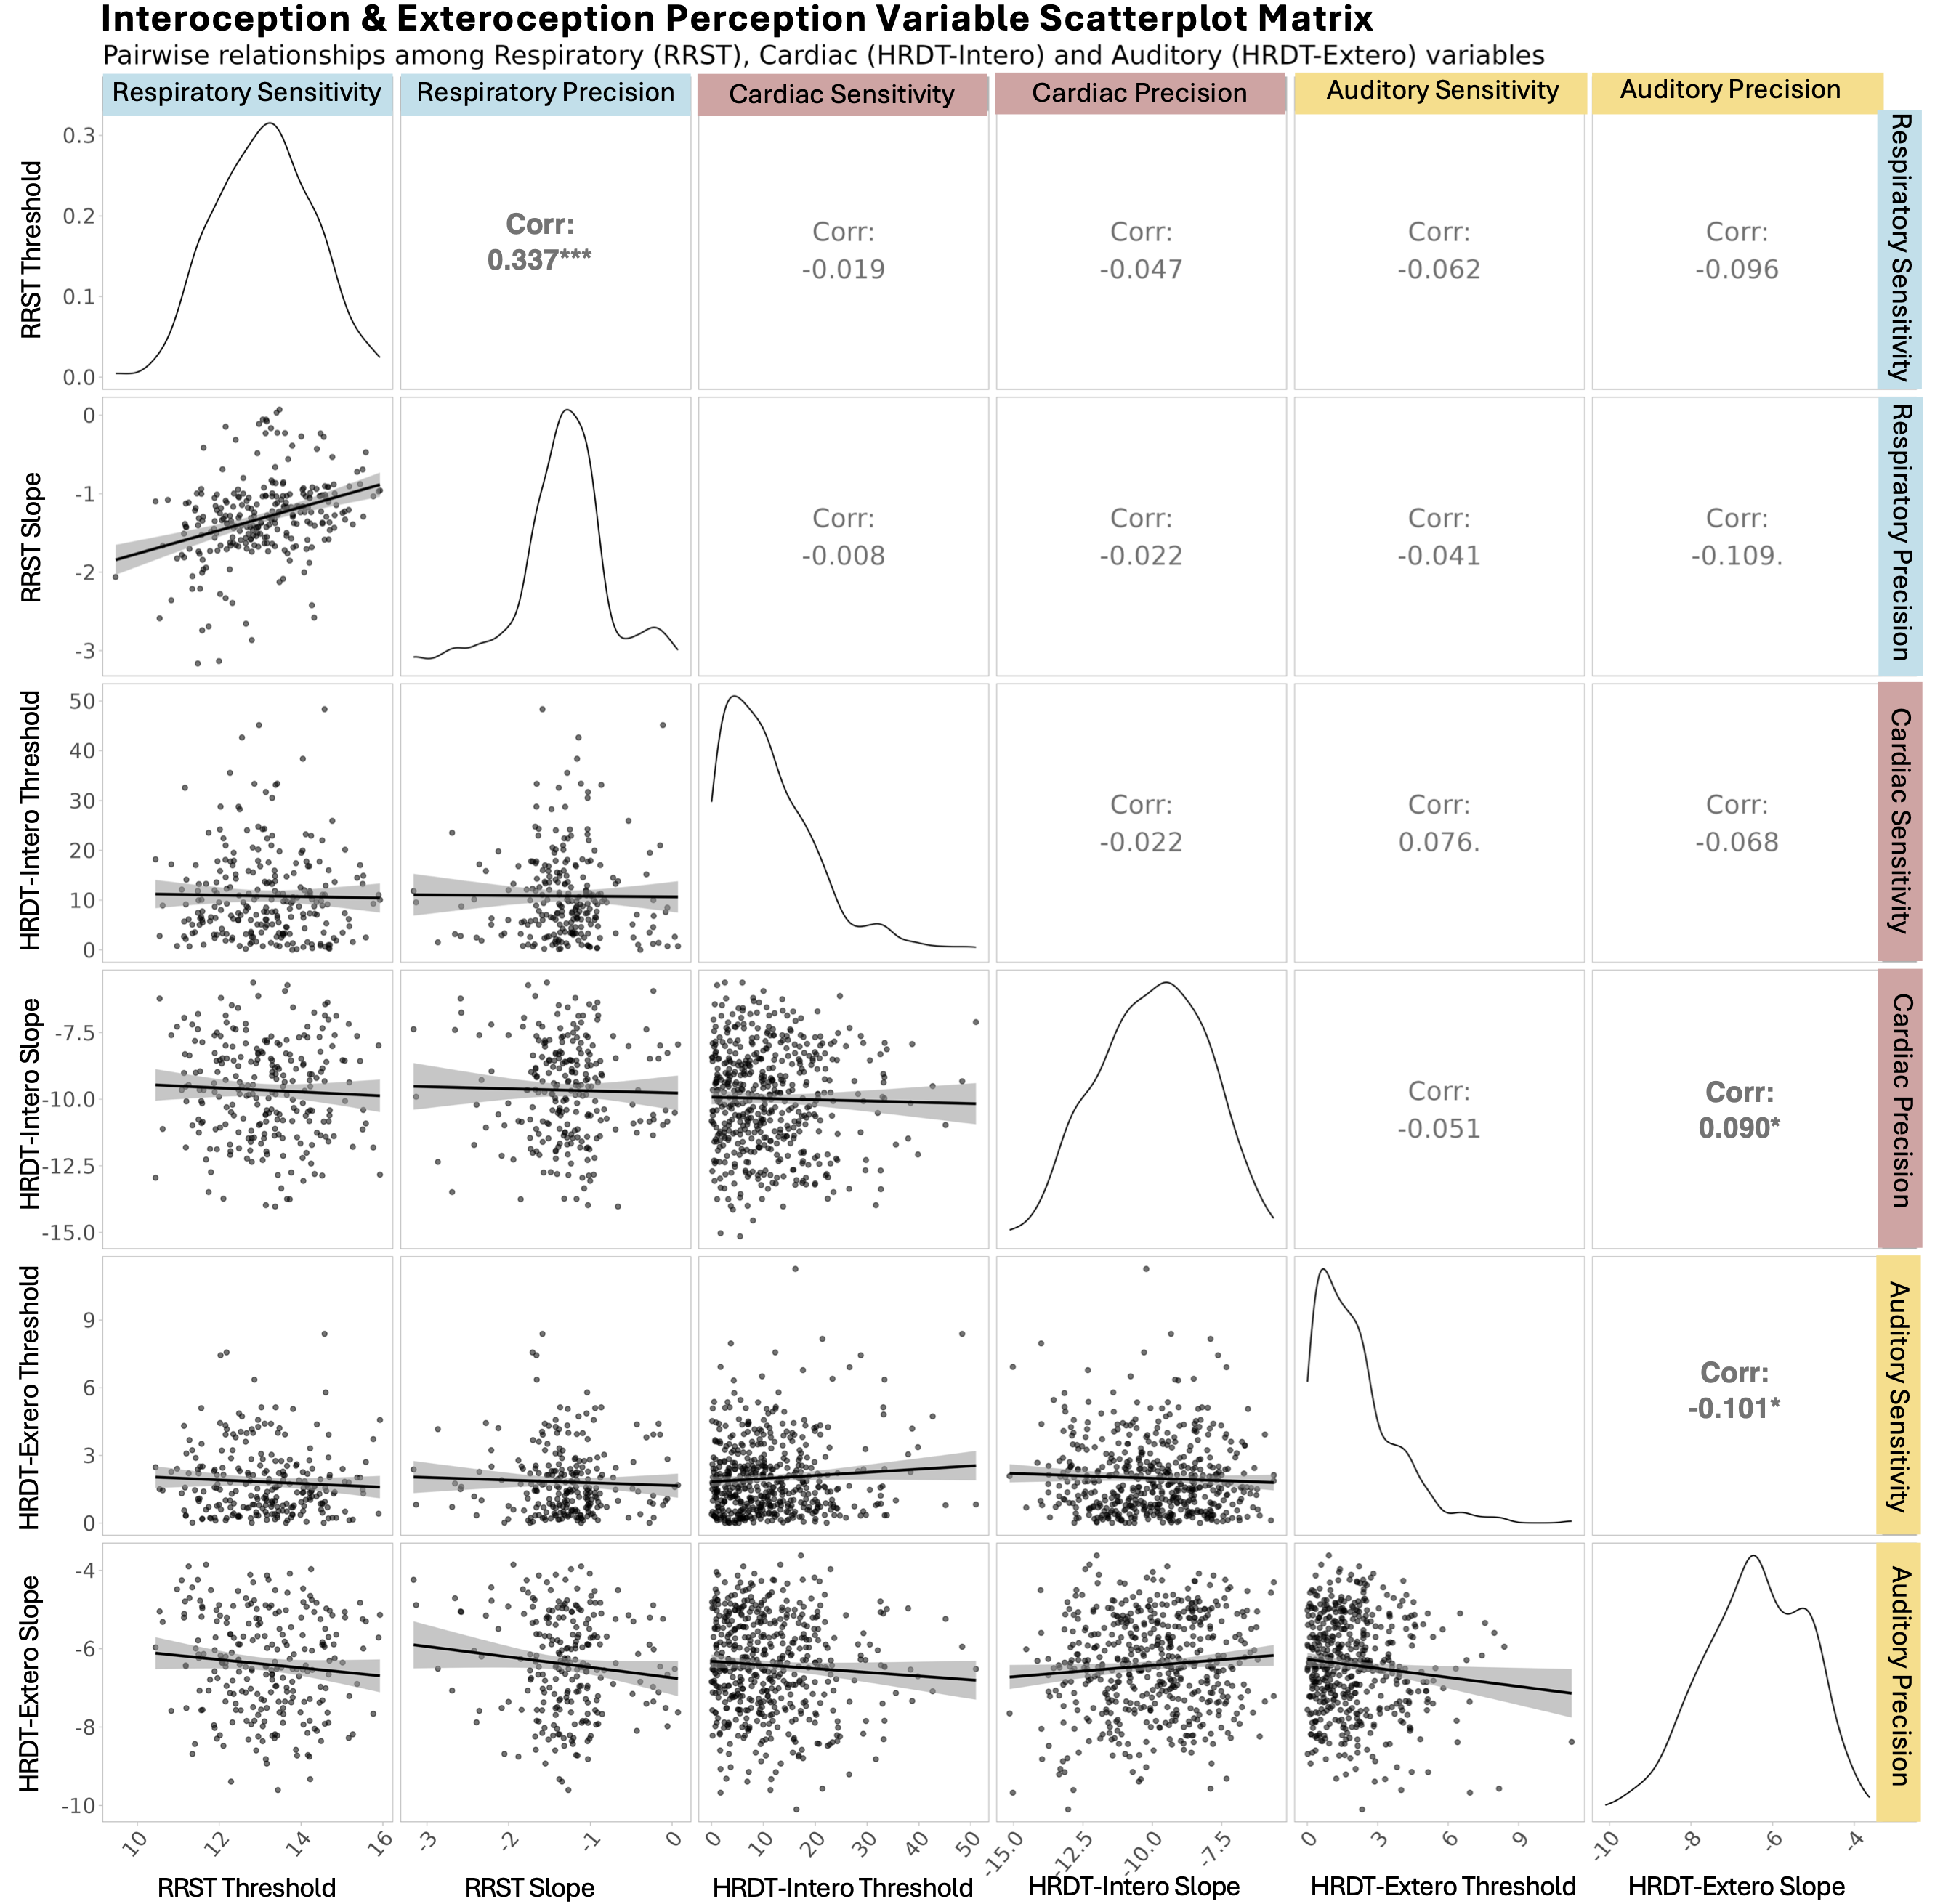 Interoception & Exteroception Perception Variable Scatterplot Matrix
Pairwise relationships among Respiratory (RRST), Cardiac (HRDT-Intero) and Auditory (HRDT-Extero) variables
Respiratory Sensitivity
Respiratory Precision
Cardiac Sensitivity
Cardiac Precision
Auditory Sensitivity
Auditory Precision
RRST Threshold
0.3
0.2
0.1
0.0
Corr:
0.337***
Corr:
-0.019
Corr:
-0.047
Corr:
-0.062
Corr:
-0.096
Respiratory Sensitivity
RRST Slope
0
-1
-2
-3
Corr:
-0.008
Corr:
-0.022
Corr:
-0.041
Corr:
-0.109.
Respiratory Precision
HRDT-Intero Threshold
50
40
30
20
10
0
Corr:
-0.022
Corr:
0.076.
Corr:
-0.068
Cardiac Sensitivity
HRDT-Intero Slope
-7.5
-10.0
-12.5
-15.0
Corr:
-0.051
Corr:
0.090*
Cardiac Precision
HRDT-Exrero Threshold
9
6
3
0
Corr:
-0.101*
Auditory Sensitivity
HRDT-Extero Slope
-4
-6
-8
-10
Auditory Precision
10
12
14
16
-3
-2
-1
0
0
10
20
30
40
50
-15.0
-12.5
-10.0
-7.5
0
3
6
9
-10
-8
-6
-4
RRST Threshold
RRST Slope
HRDT-Intero Threshold
HRDT-Intero Slope
HRDT-Extero Threshold
HRDT-Extero Slope